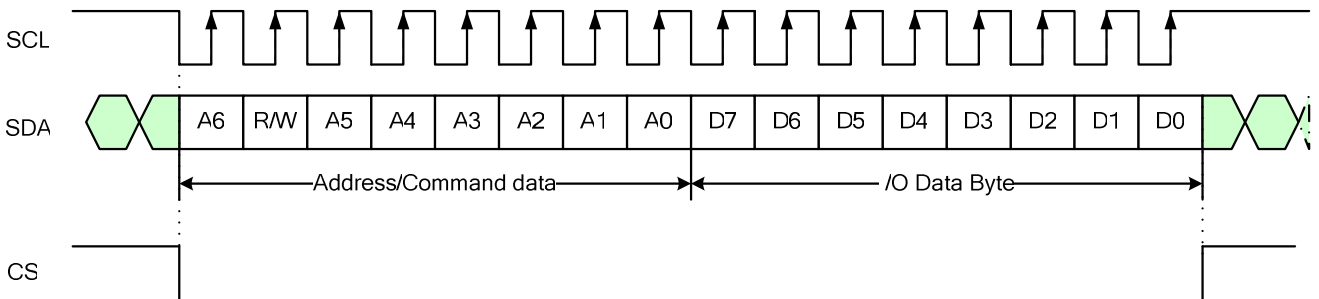 SCL
SDA A6 R/W A5 A4 A3 A2 A1 A0 D7 D6 D5 D4 D3 D2 D1 D0
Address/Command data /O Data Byte
CS